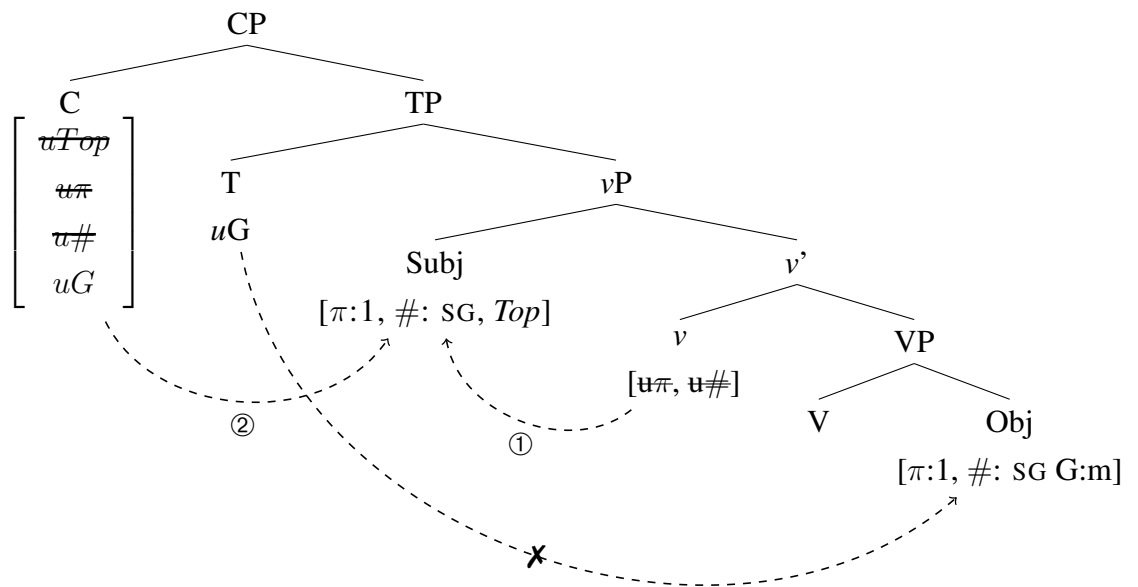 CP
C TP
uTop
uπ
u#
uG
T vP
uG
Subj v’
[π:1, #: SG, Top]
v VP
[uπ, u#]
V Obj
[π:1, #: SG G:m]
②
①
✗